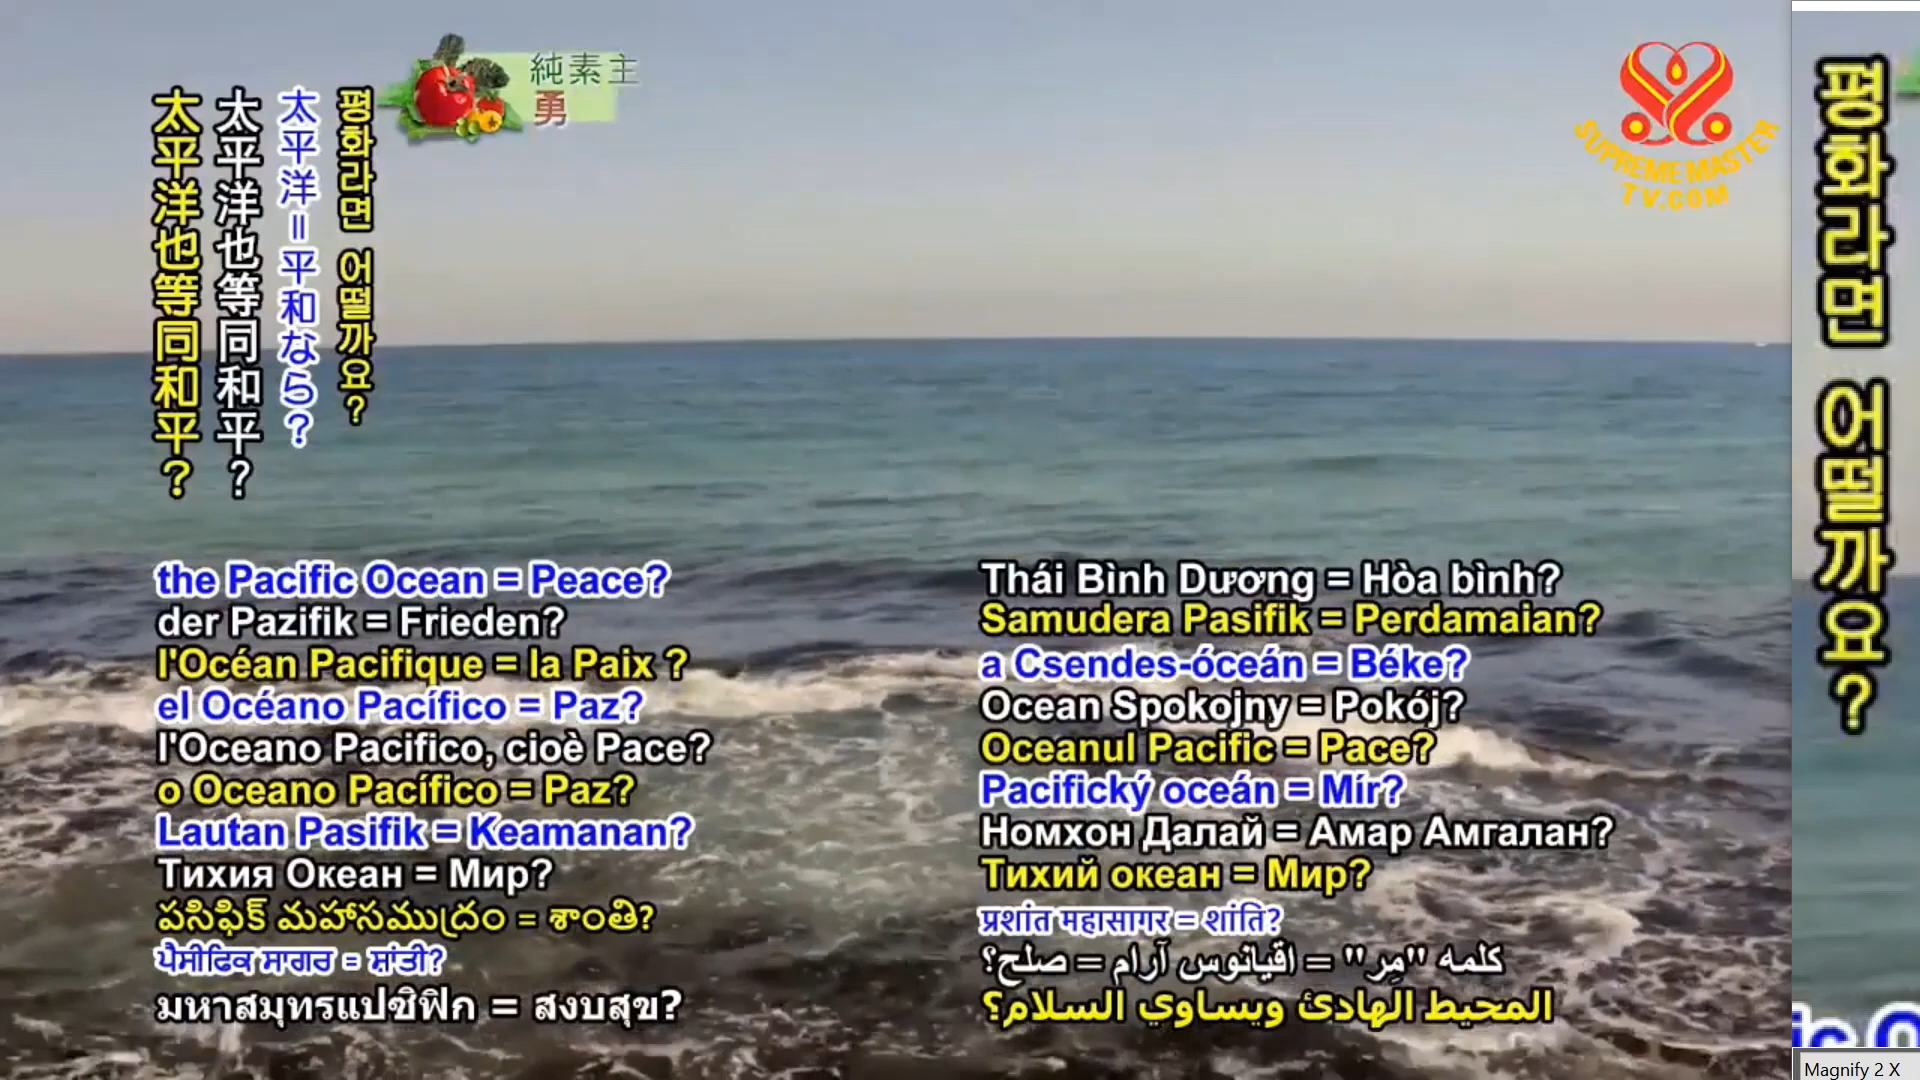 純素主
勇
SUPREME MASTER
TV.COM
평화라면 어떨까요?
太平洋=平和なら?
太平洋也等同和平?
太平洋也等同和平?
the Pacific Ocean = Peace?
der Pazifik = Frieden?
l'Océan Pacifique = la Paix ?
el Océano Pacífico = Paz?
l'Oceano Pacifico, cioè Pace?
o Oceano Pacífico = Paz?
Lautan Pasifik = Keamanan?
Тихия Океан = Мир?
పసిఫిక్ మహాసముద్రం = శాంతి?
ਪੈਸੀਫਿਕ ਸਾਗਰ = ਸ਼ਾਂਤੀ?
มหาสมุทรแปซิฟิก = สงบสุข?
Thái Bình Dương = Hòa bình?
Samudera Pasifik = Perdamaian?
a Csendes-óceán = Béke?
Ocean Spokojny = Pokój?
Oceanul Pacific = Pace?
Pacifický oceán = Mír?
Номхон Далай = Амар Амгалан?
Тихий океан = Мир?
प्रशांत महासागर = शांति?
کلمه "مِر" = اقیانوس آرام = صلح؟
المحيط الهادئ ويساوي السلام؟
평화라면 어떨까요?
ic O
Magnify 2 X